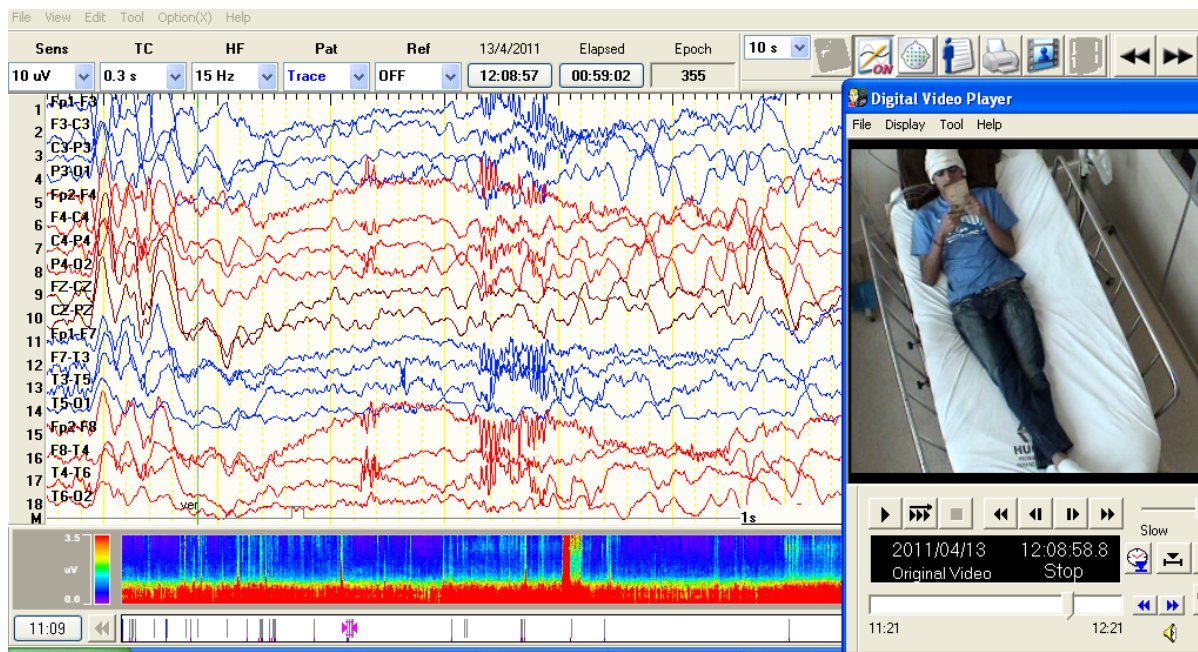 File View Edit Tool Option(X) Help
Sens TC HF Pat Ref 13/4/2011 Elapsed Epoch
10 uV 0.3 s 15 Hz Trace OFF 12:08:57 00:59:02 355 10 s
ON
Digital Video Player
File Display Tool Help
1 Fp1-F3
2 F3-C3
3 C3-P3
4 P3-O1
5 Fp2-F4
6 F4-C4
7 C4-P4
8 P4-O2
9 FZ-CZ
10 CZ-PZ
11 Fp1-F7
12 F7-T3
13 T3-T5
14 T5-O1
15 Fp2-F8
16 F8-T4
17 T4-T6
18 T6-O2
M ver 1s
3.5
uV
0.0
11:09
Slow
2011/04/13 12:08:58.8
Original Video Stop
11:21 12:21